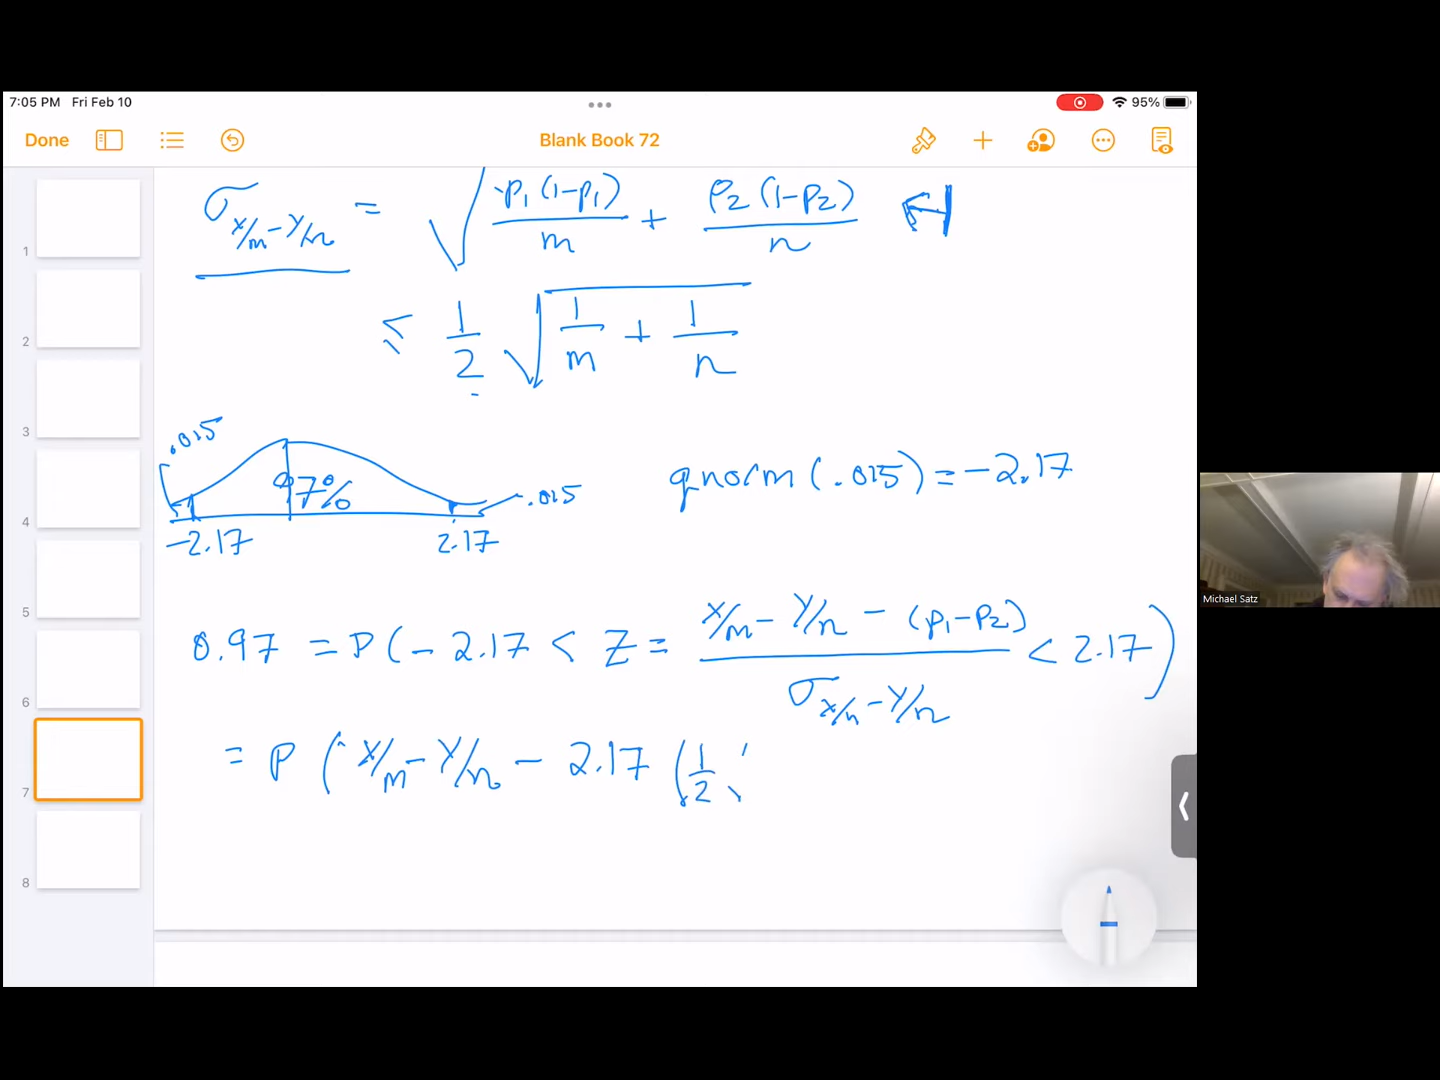 7:05 PM Fri Feb 10
95%
Done
Blank Book 72
σ_{X/m - Y/n} = √( p₁(1-p₁)/m + p₂(1-p₂)/n ) ←
≤ 1/2 √( 1/m + 1/n )
.015
97%
.015
-2.17
2.17
qnorm(.015) = -2.17
0.97 = P( -2.17 < Z = (X/m - Y/n - (p₁-p₂)) / σ_{X/n - Y/n} < 2.17 )
= P ( X/m - Y/n - 2.17 ( 1/2
1
2
3
4
5
6
7
8
Michael Satz